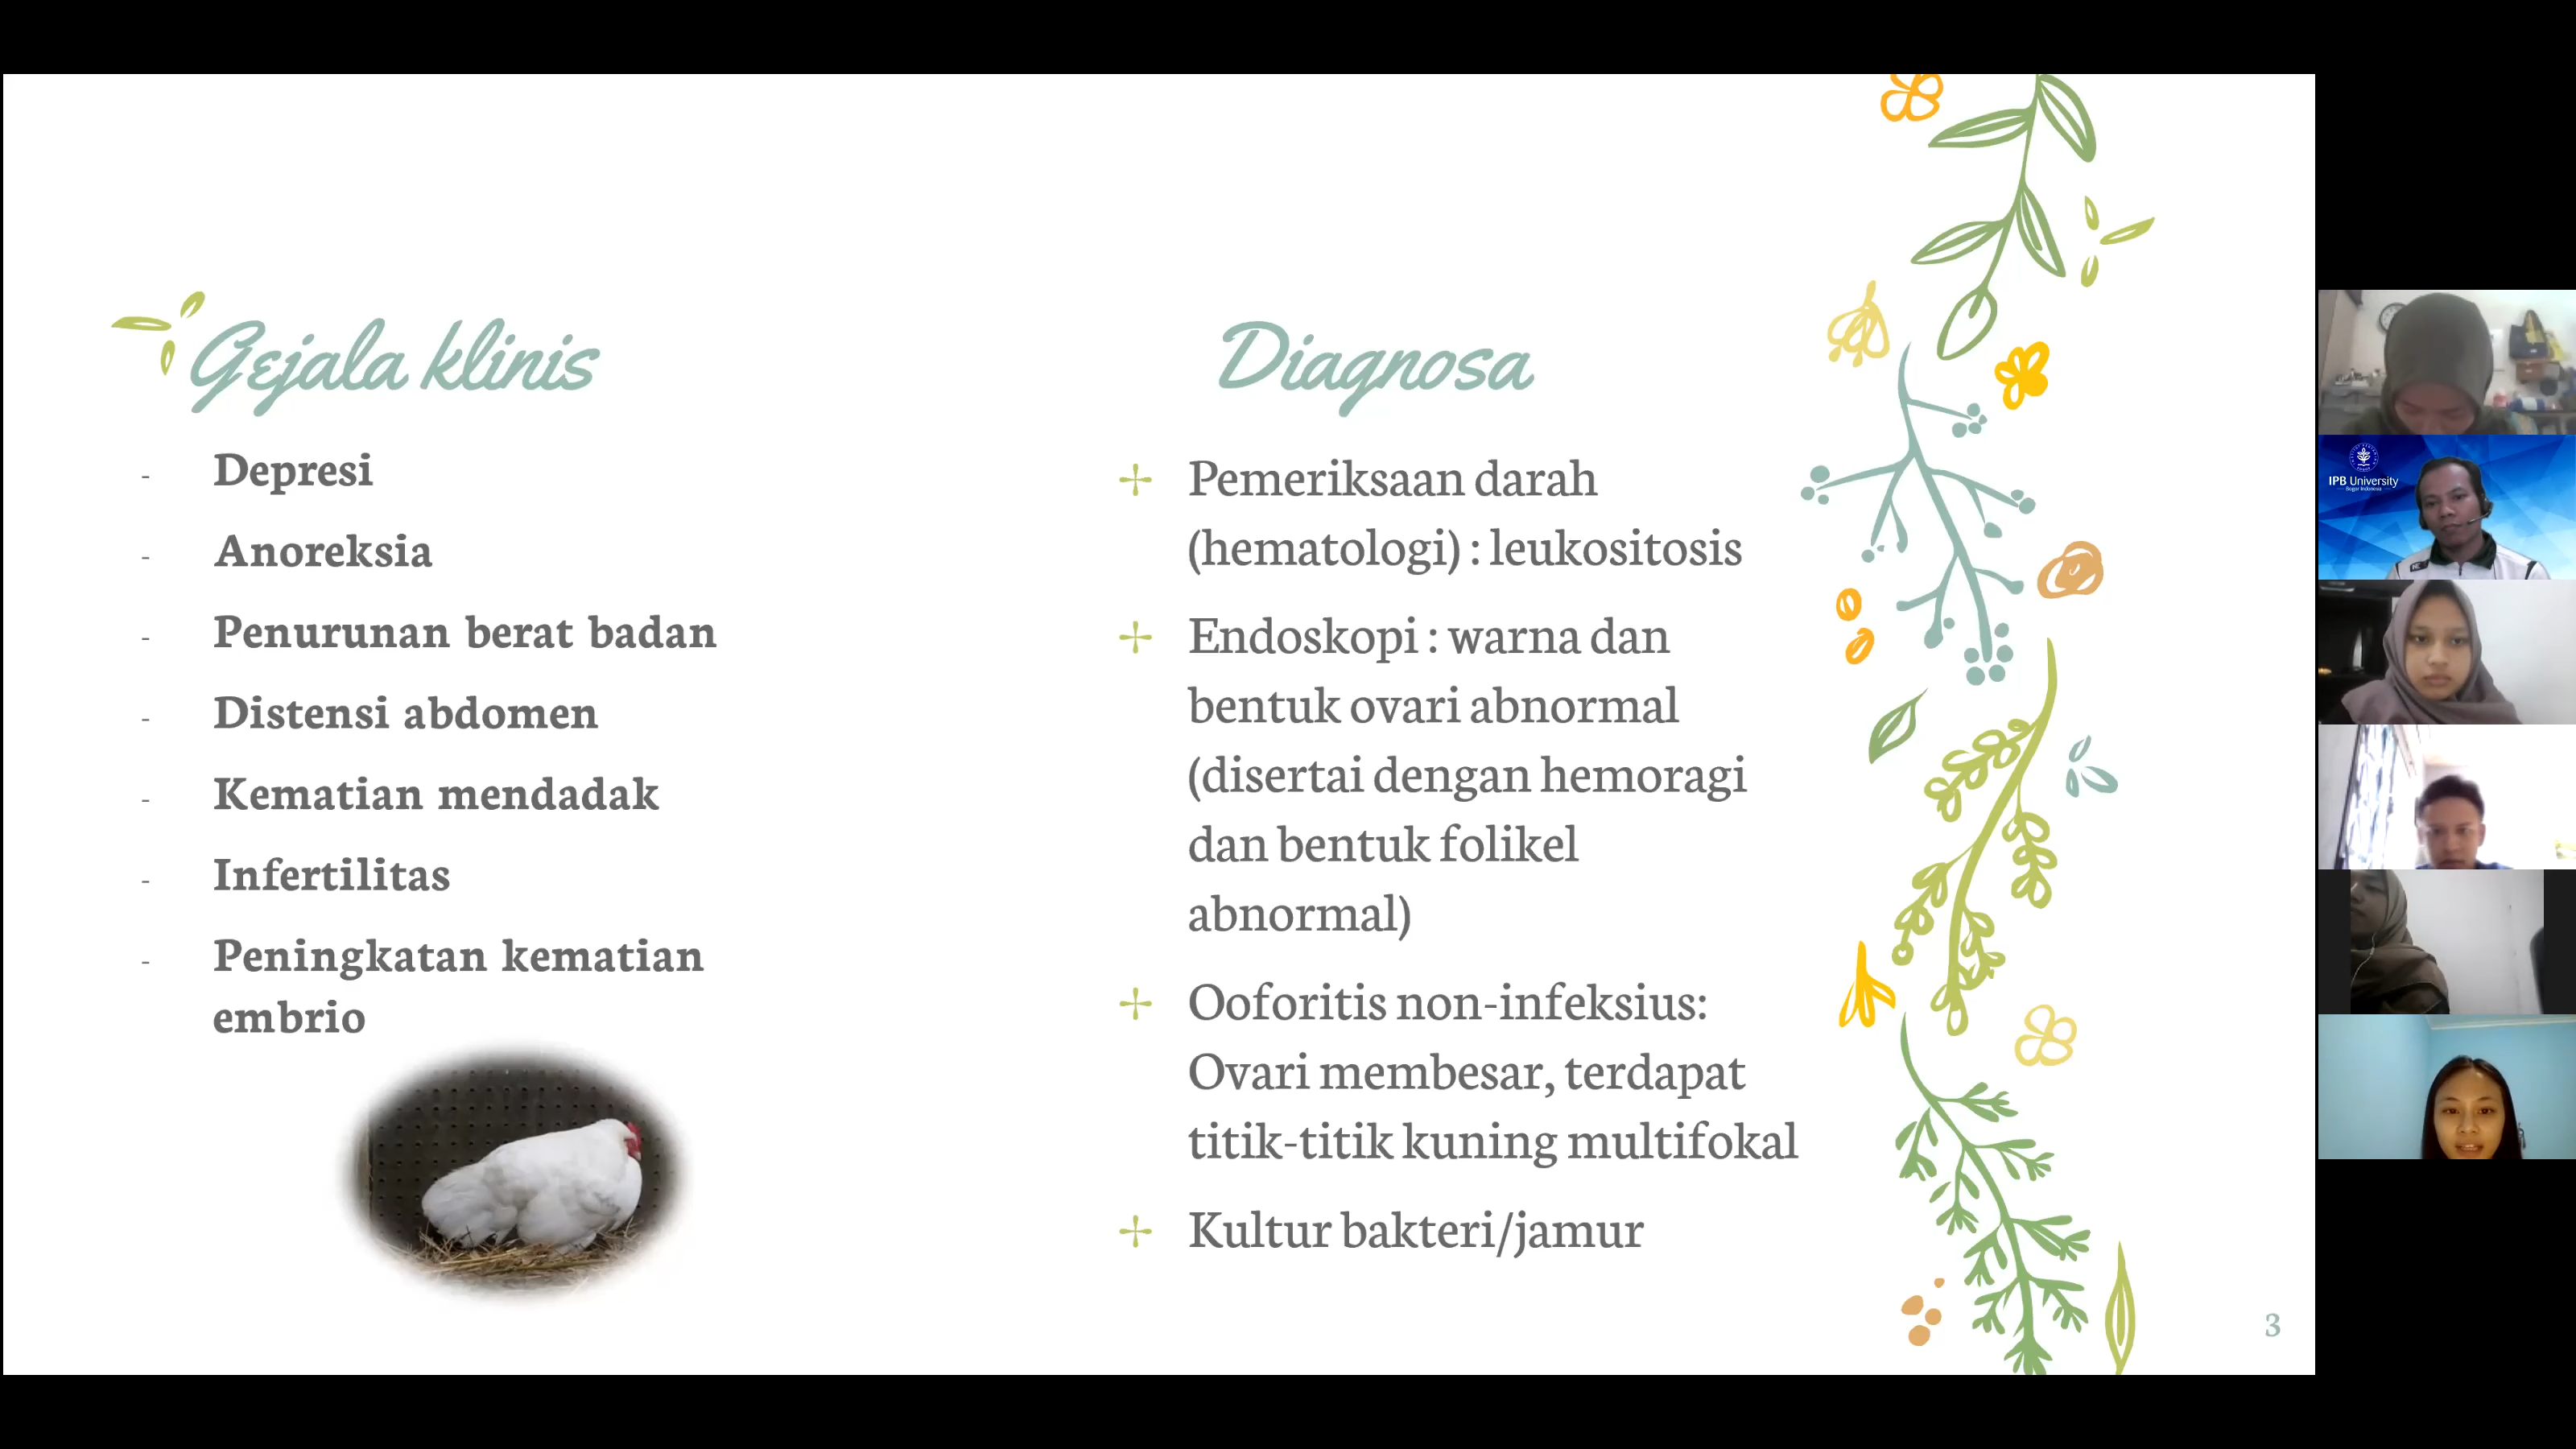 Gejala klinis
- Depresi
- Anoreksia
- Penurunan berat badan
- Distensi abdomen
- Kematian mendadak
- Infertilitas
- Peningkatan kematian
embrio
Diagnosa
Pemeriksaan darah
(hematologi) : leukositosis
Endoskopi : warna dan
bentuk ovari abnormal
(disertai dengan hemoragi
dan bentuk folikel
abnormal)
Ooforitis non-infeksius:
Ovari membesar, terdapat
titik-titik kuning multifokal
Kultur bakteri/jamur
3
IPB University
Bogor Indonesia